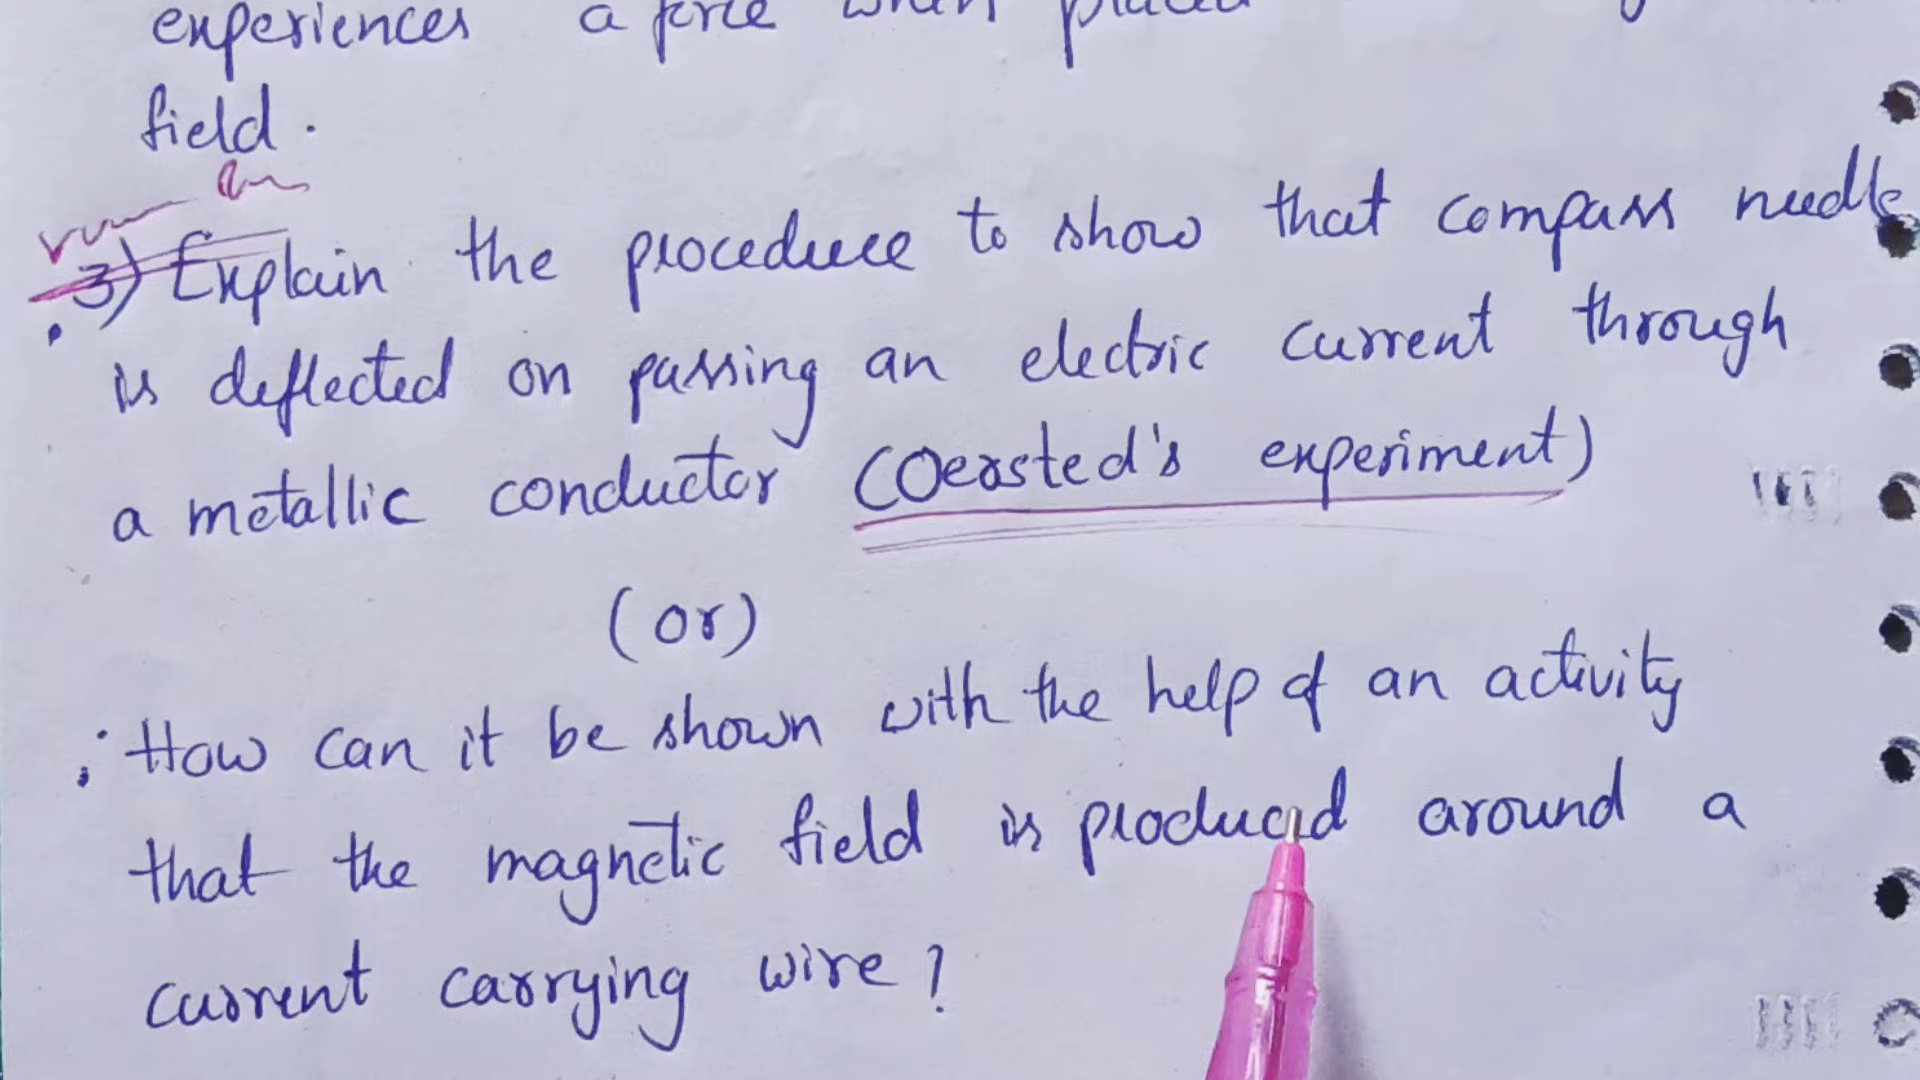 experiences a force when placed
field.
3) Explain the procedure to show that compass needle
is deflected on passing an electric current through
a metallic conductor (Oersted's experiment)
(or)
How can it be shown with the help of an activity
that the magnetic field is produced around a
current carrying wire?